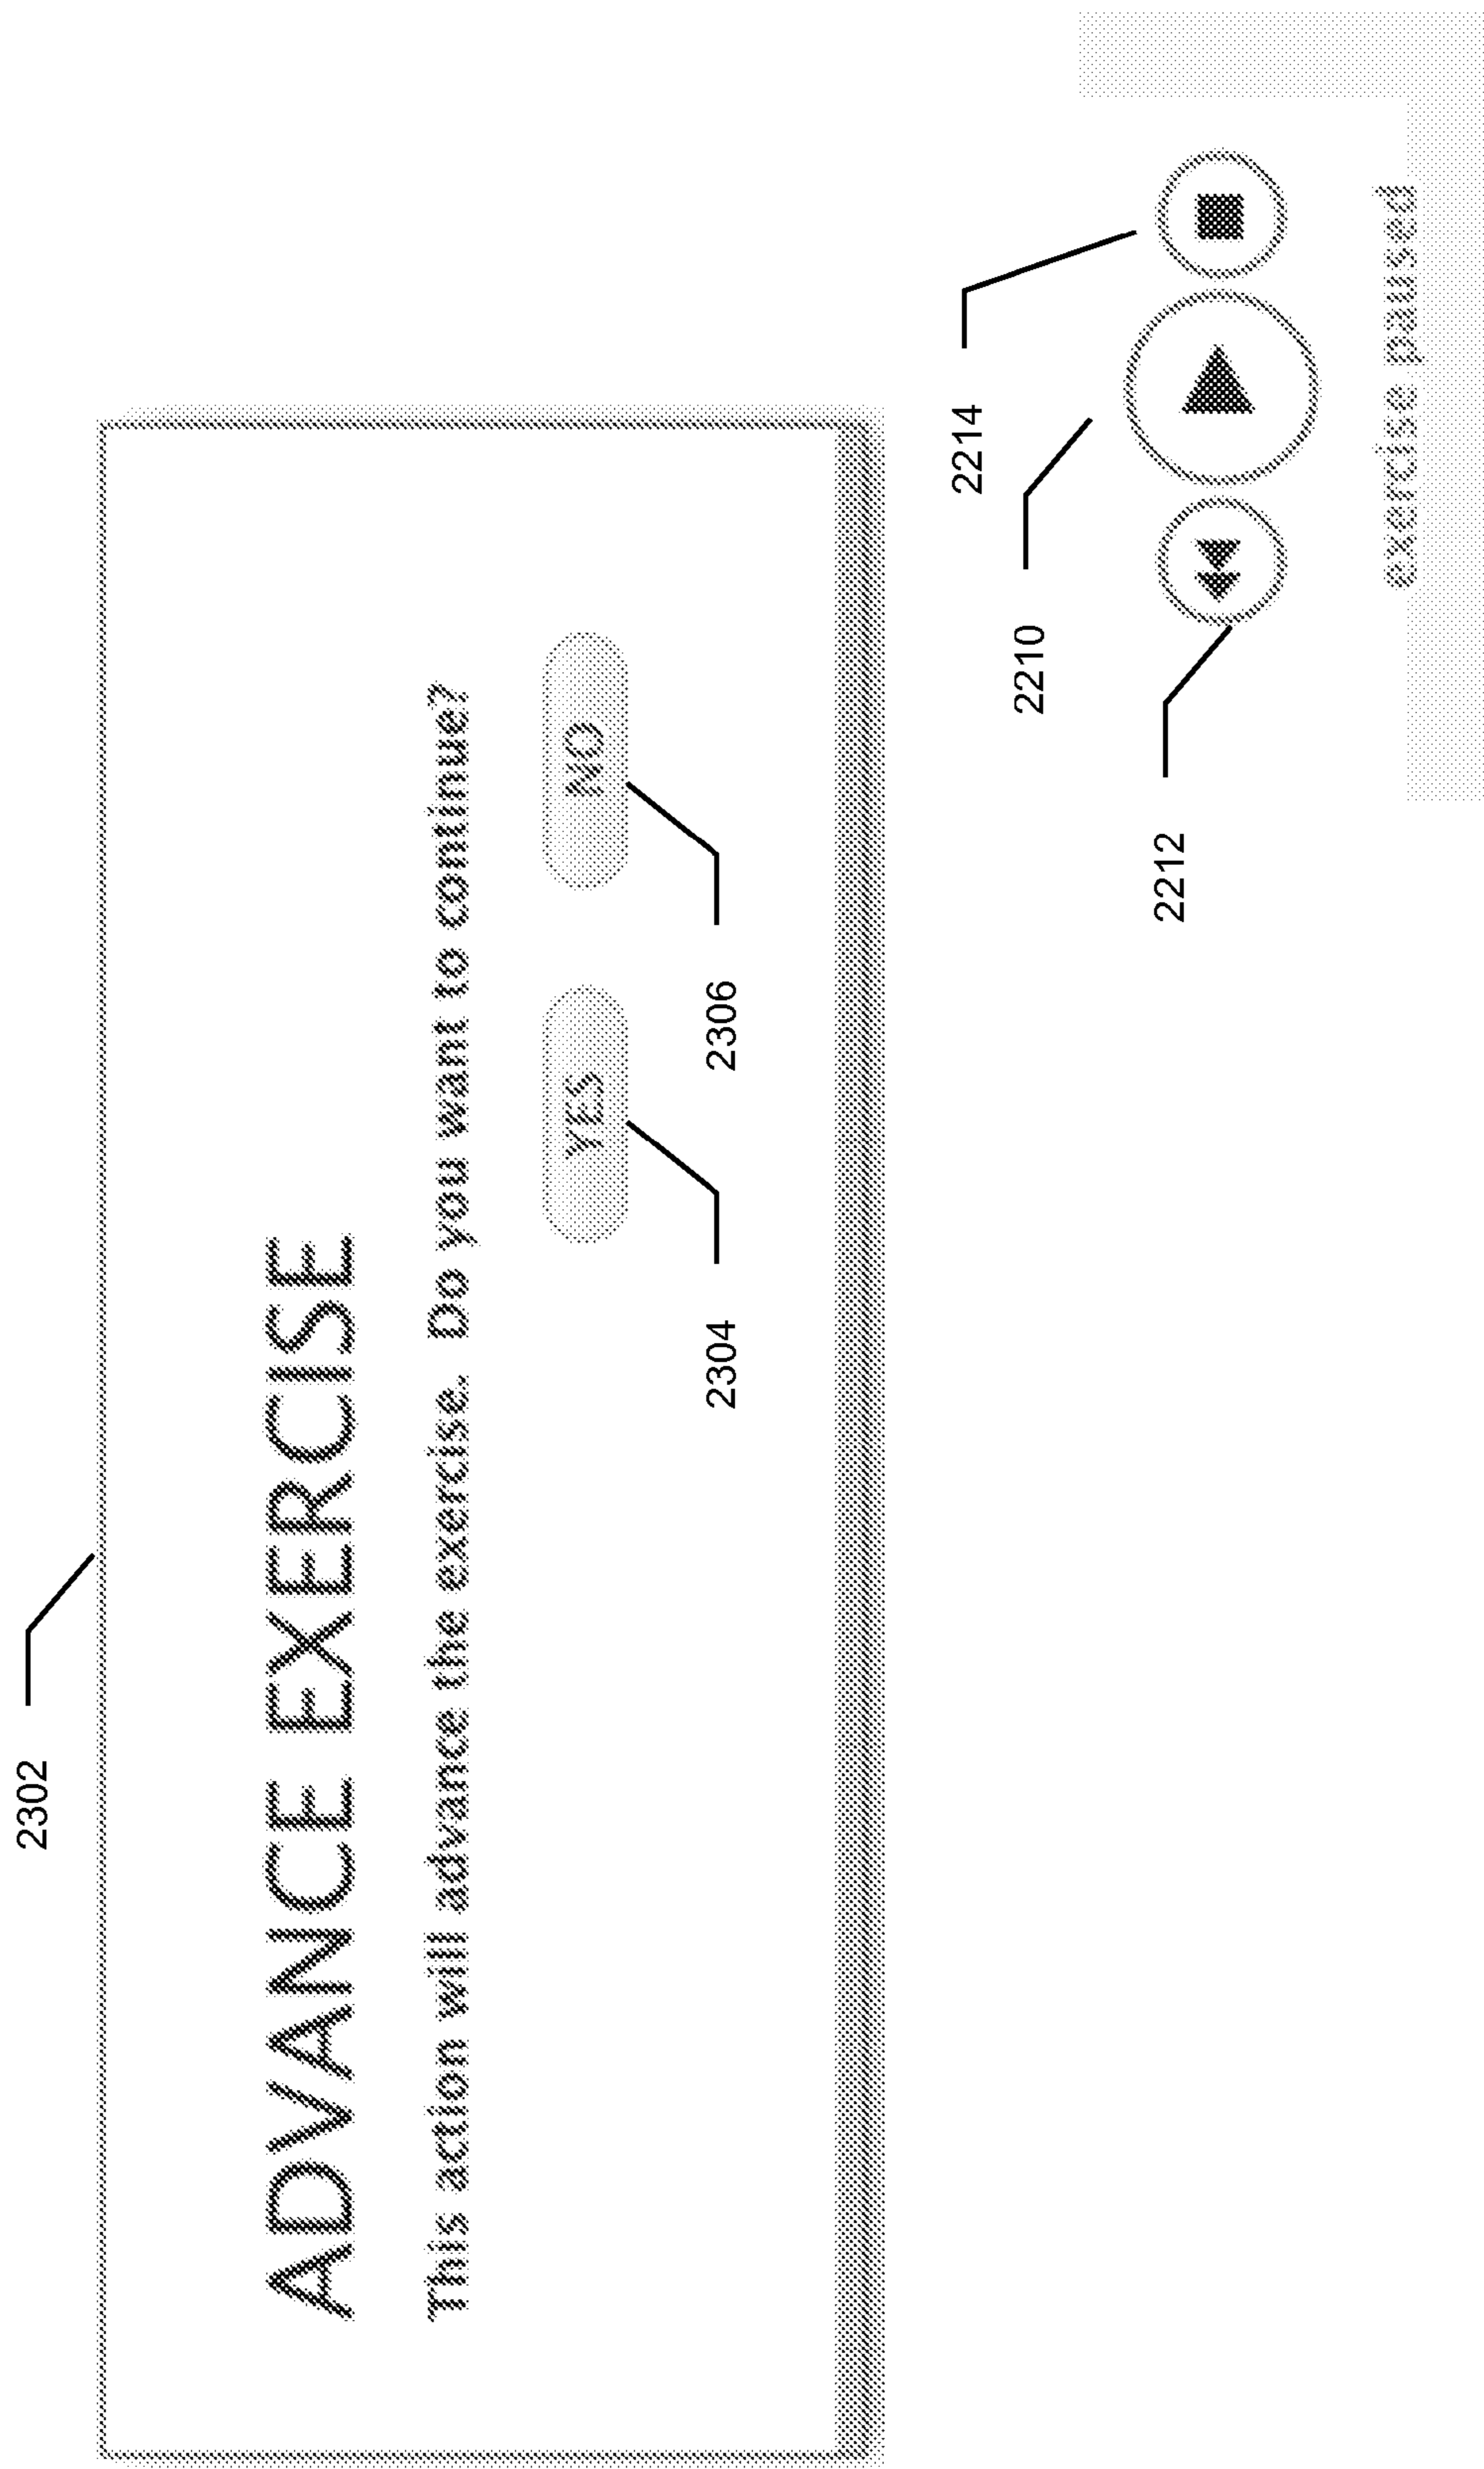 2302
ADVANCE EXERCISE
This action will advance the exercise. Do you want to continue?
YES
NO
2304
2306
2214
2210
2212
exercise paused